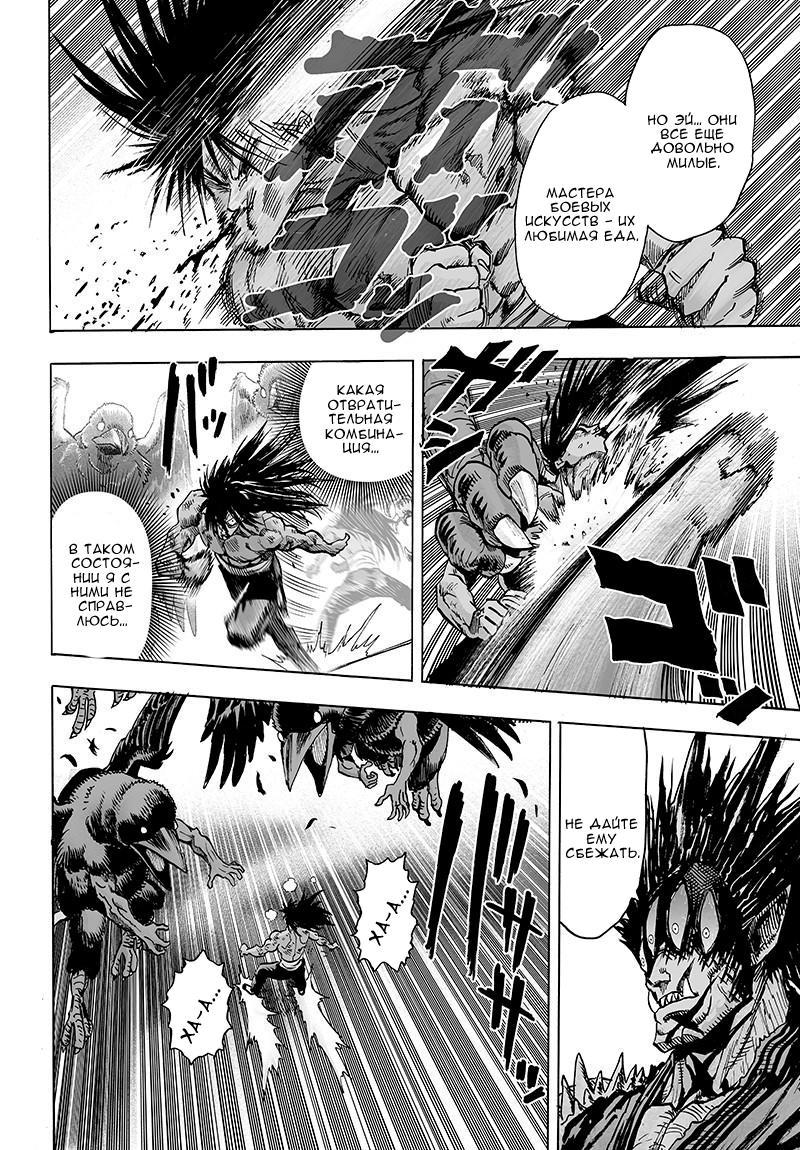 НО ЭЙ... ОНИ
ВСЕ ЕЩЕ
ДОВОЛЬНО
МИЛЫЕ.
МАСТЕРА
БОЕВЫХ
ИСКУССТВ - ИХ
ЛЮБИМАЯ ЕДА.
КАКАЯ
ОТВРАТИ-
ТЕЛЬНАЯ
КОМБИНА-
ЦИЯ...
В ТАКОМ
СОСТОЯ-
НИИ Я С
НИМИ НЕ
СПРАВ-
ЛЮСЬ...
НЕ ДАЙТЕ
ЕМУ
СБЕЖАТЬ.
ХА-А...
ХА-А...